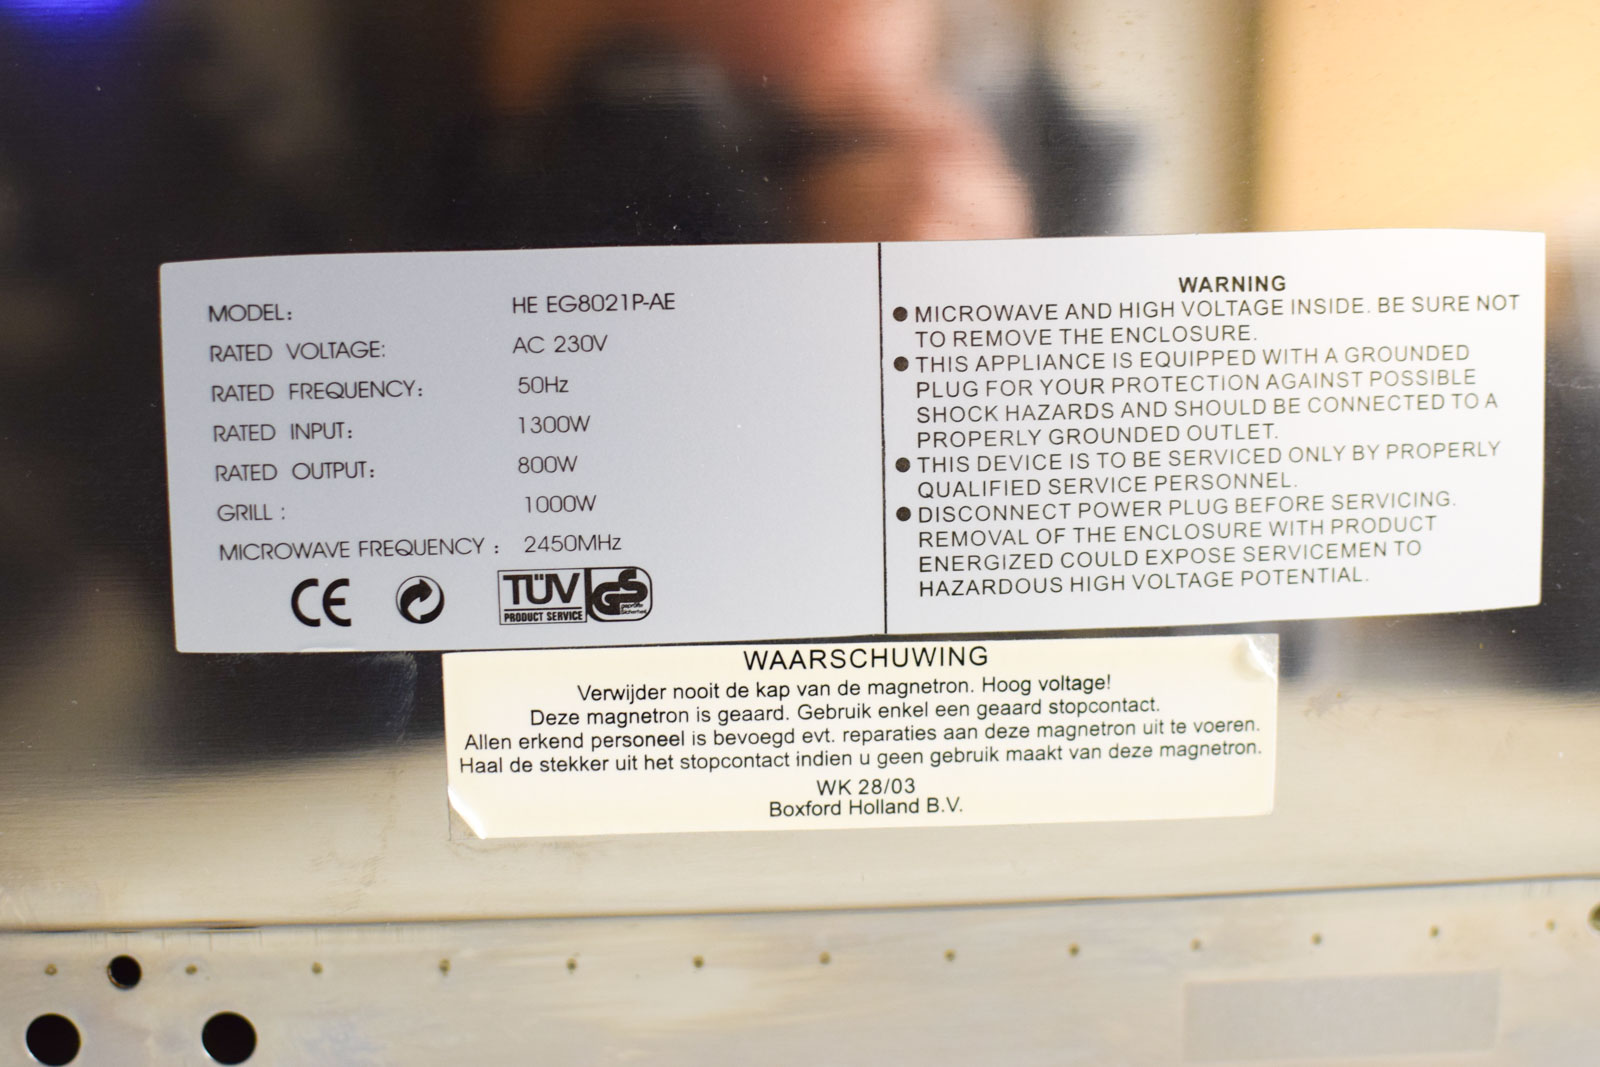 MODEL: HE EG8021P-AE
RATED VOLTAGE: AC 230V
RATED FREQUENCY: 50Hz
RATED INPUT: 1300W
RATED OUTPUT: 800W
GRILL : 1000W
MICROWAVE FREQUENCY : 2450MHz
CE
TÜV
PRODUCT SERVICE
GS
geprüfte
Sicherheit
WARNING
● MICROWAVE AND HIGH VOLTAGE INSIDE. BE SURE NOT
TO REMOVE THE ENCLOSURE.
● THIS APPLIANCE IS EQUIPPED WITH A GROUNDED
PLUG FOR YOUR PROTECTION AGAINST POSSIBLE
SHOCK HAZARDS AND SHOULD BE CONNECTED TO A
PROPERLY GROUNDED OUTLET.
● THIS DEVICE IS TO BE SERVICED ONLY BY PROPERLY
QUALIFIED SERVICE PERSONNEL.
● DISCONNECT POWER PLUG BEFORE SERVICING.
REMOVAL OF THE ENCLOSURE WITH PRODUCT
ENERGIZED COULD EXPOSE SERVICEMEN TO
HAZARDOUS HIGH VOLTAGE POTENTIAL.
WAARSCHUWING
Verwijder nooit de kap van de magnetron. Hoog voltage!
Deze magnetron is geaard. Gebruik enkel een geaard stopcontact.
Allen erkend personeel is bevoegd evt. reparaties aan deze magnetron uit te voeren.
Haal de stekker uit het stopcontact indien u geen gebruik maakt van deze magnetron.
WK 28/03
Boxford Holland B.V.